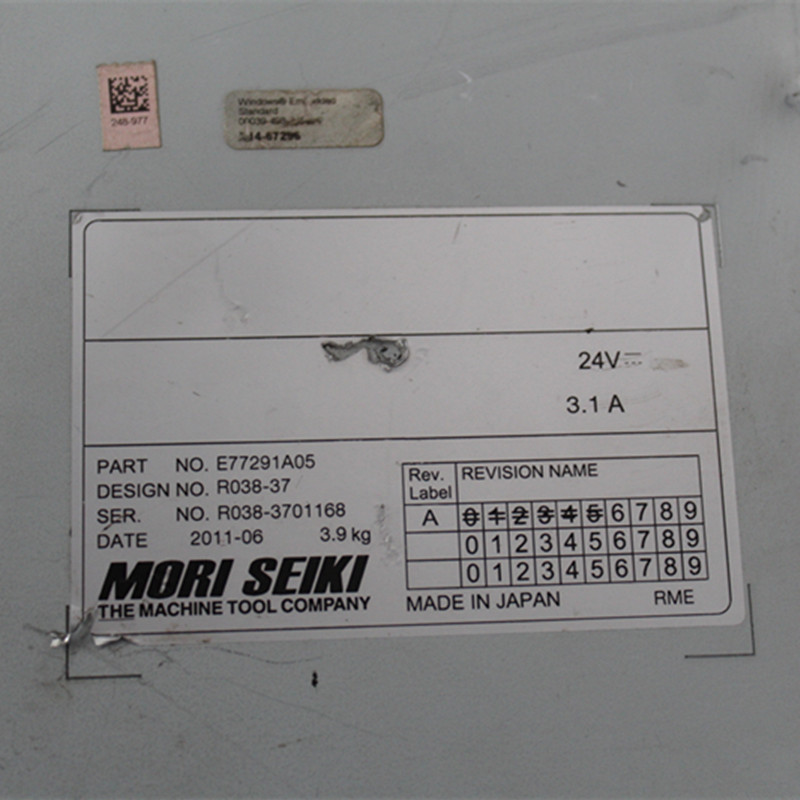 248-977
Windows® Embedded
Standard
14-67296
24V
3.1 A
PART NO. E77291A05
DESIGN NO. R038-37
SER. NO. R038-3701168
DATE 2011-06 3.9 kg
MORI SEIKI
THE MACHINE TOOL COMPANY
Rev. Label REVISION NAME
A 0 1 2 3 4 5 6 7 8 9
0 1 2 3 4 5 6 7 8 9
0 1 2 3 4 5 6 7 8 9
MADE IN JAPAN RME